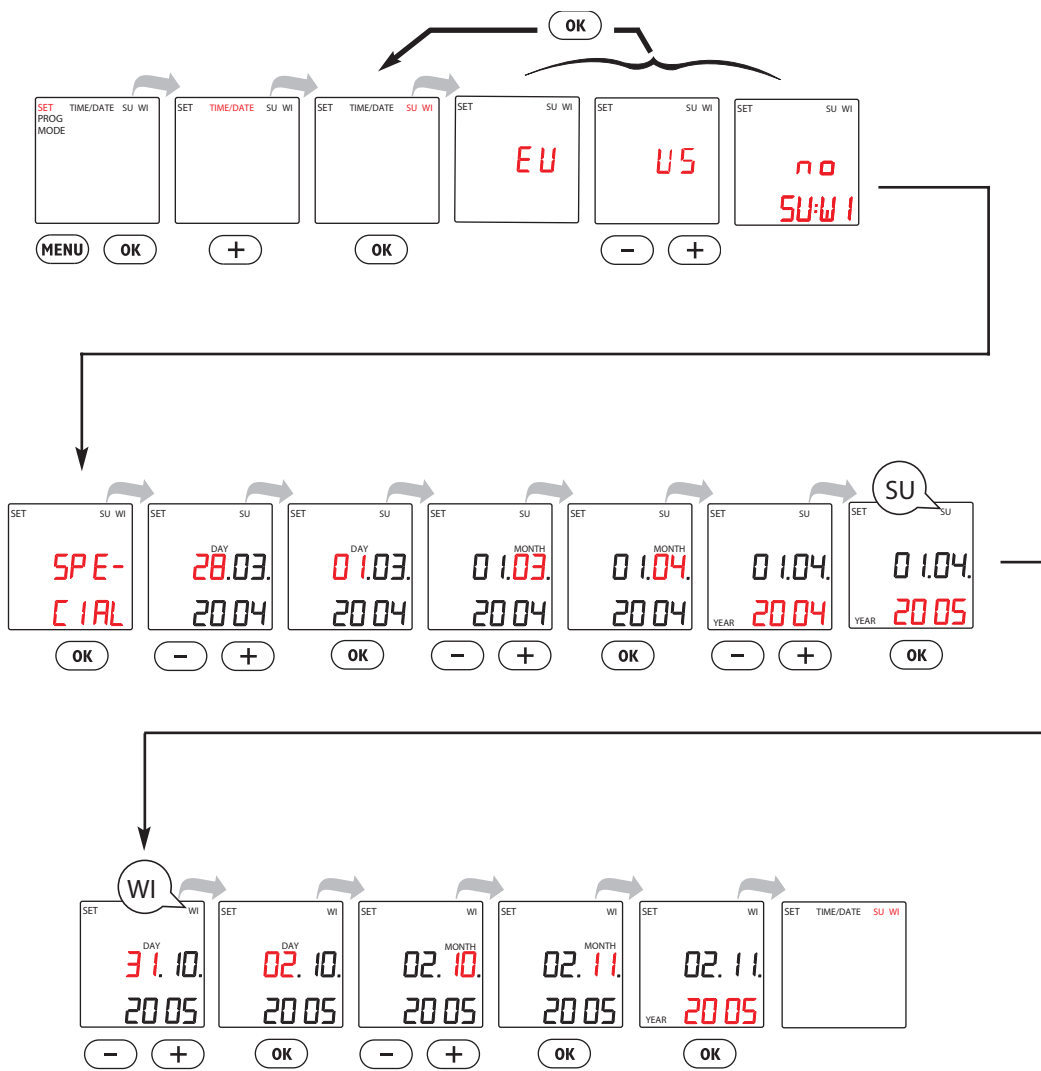 OK
SET TIME/DATE SU WI
PROG
MODE
SET TIME/DATE SU WI
SET TIME/DATE SU WI
SET SU WI
EU
SET SU WI
US
SET SU WI
no
SU:WI
MENU OK
+
OK
- +
SET SU WI
SPE-
CIAL
SET SU
DAY
28.03.
2004
SET SU
DAY
01.03.
2004
SET SU
MONTH
01.03.
2004
SET SU
MONTH
01.04.
2004
SET SU
01.04.
YEAR 2004
SU
SET SU
01.04.
YEAR 2005
OK
- +
OK
- +
OK
- +
OK
WI
SET WI
DAY
31.10.
2005
SET WI
DAY
02.10.
2005
SET WI
MONTH
02.10.
2005
SET WI
MONTH
02.11.
2005
SET WI
02.11.
YEAR 2005
SET TIME/DATE SU WI
- +
OK
- +
OK
OK